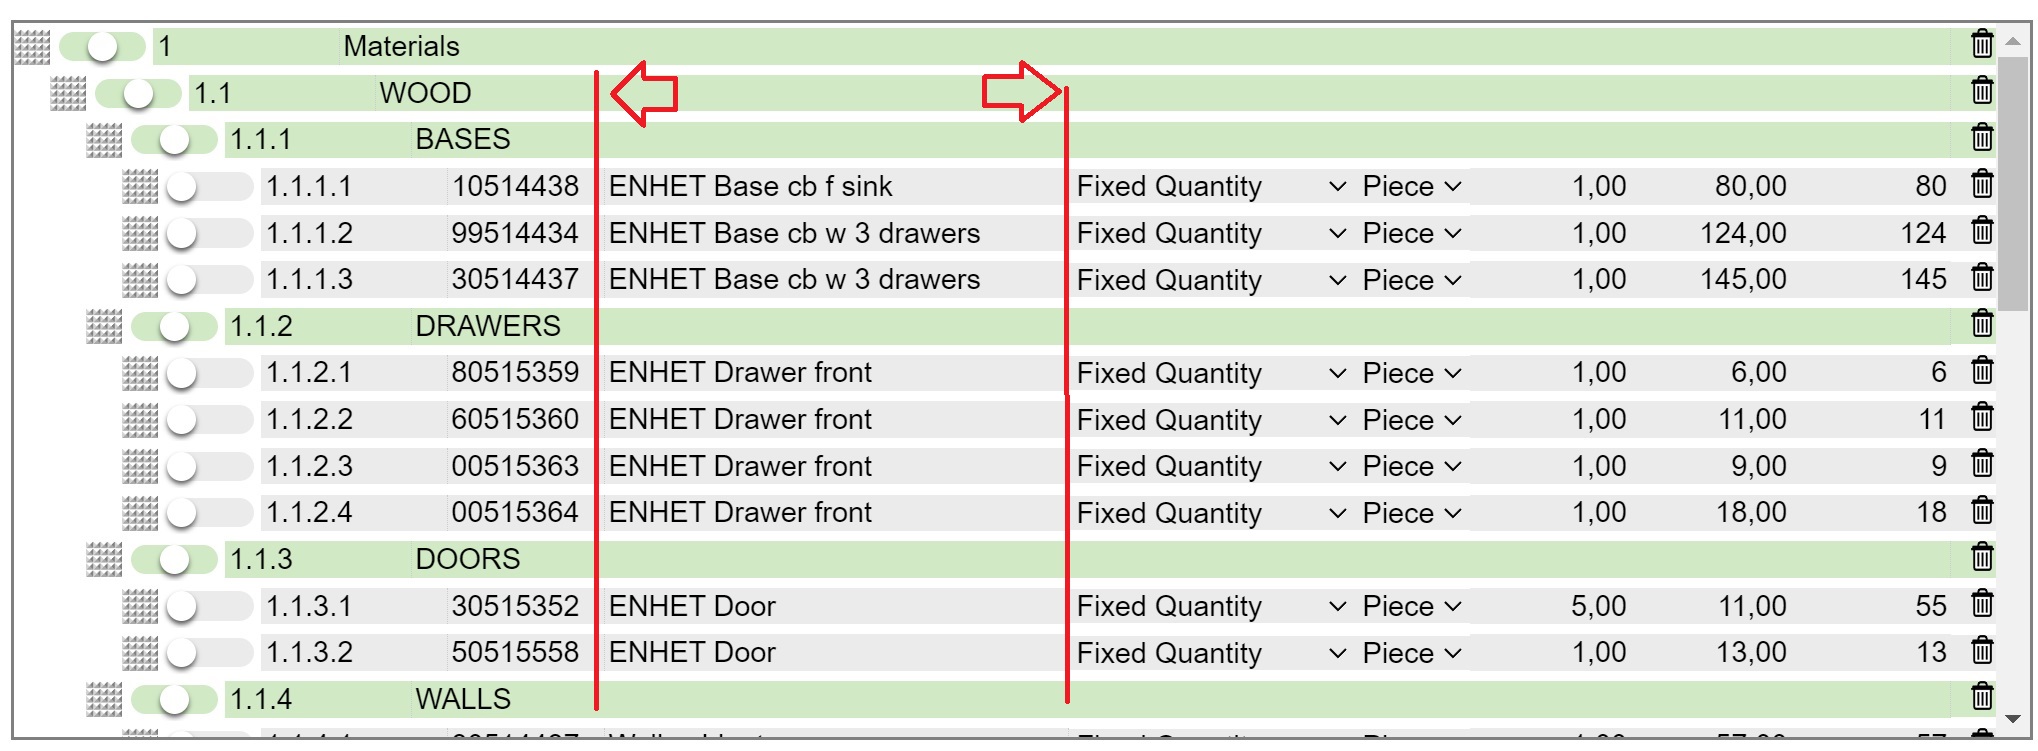 1 Materials
1.1 WOOD
1.1.1 BASES
1.1.1.1 10514438 ENHET Base cb f sink Fixed Quantity Piece 1,00 80,00 80
1.1.1.2 99514434 ENHET Base cb w 3 drawers Fixed Quantity Piece 1,00 124,00 124
1.1.1.3 30514437 ENHET Base cb w 3 drawers Fixed Quantity Piece 1,00 145,00 145
1.1.2 DRAWERS
1.1.2.1 80515359 ENHET Drawer front Fixed Quantity Piece 1,00 6,00 6
1.1.2.2 60515360 ENHET Drawer front Fixed Quantity Piece 1,00 11,00 11
1.1.2.3 00515363 ENHET Drawer front Fixed Quantity Piece 1,00 9,00 9
1.1.2.4 00515364 ENHET Drawer front Fixed Quantity Piece 1,00 18,00 18
1.1.3 DOORS
1.1.3.1 30515352 ENHET Door Fixed Quantity Piece 5,00 11,00 55
1.1.3.2 50515558 ENHET Door Fixed Quantity Piece 1,00 13,00 13
1.1.4 WALLS